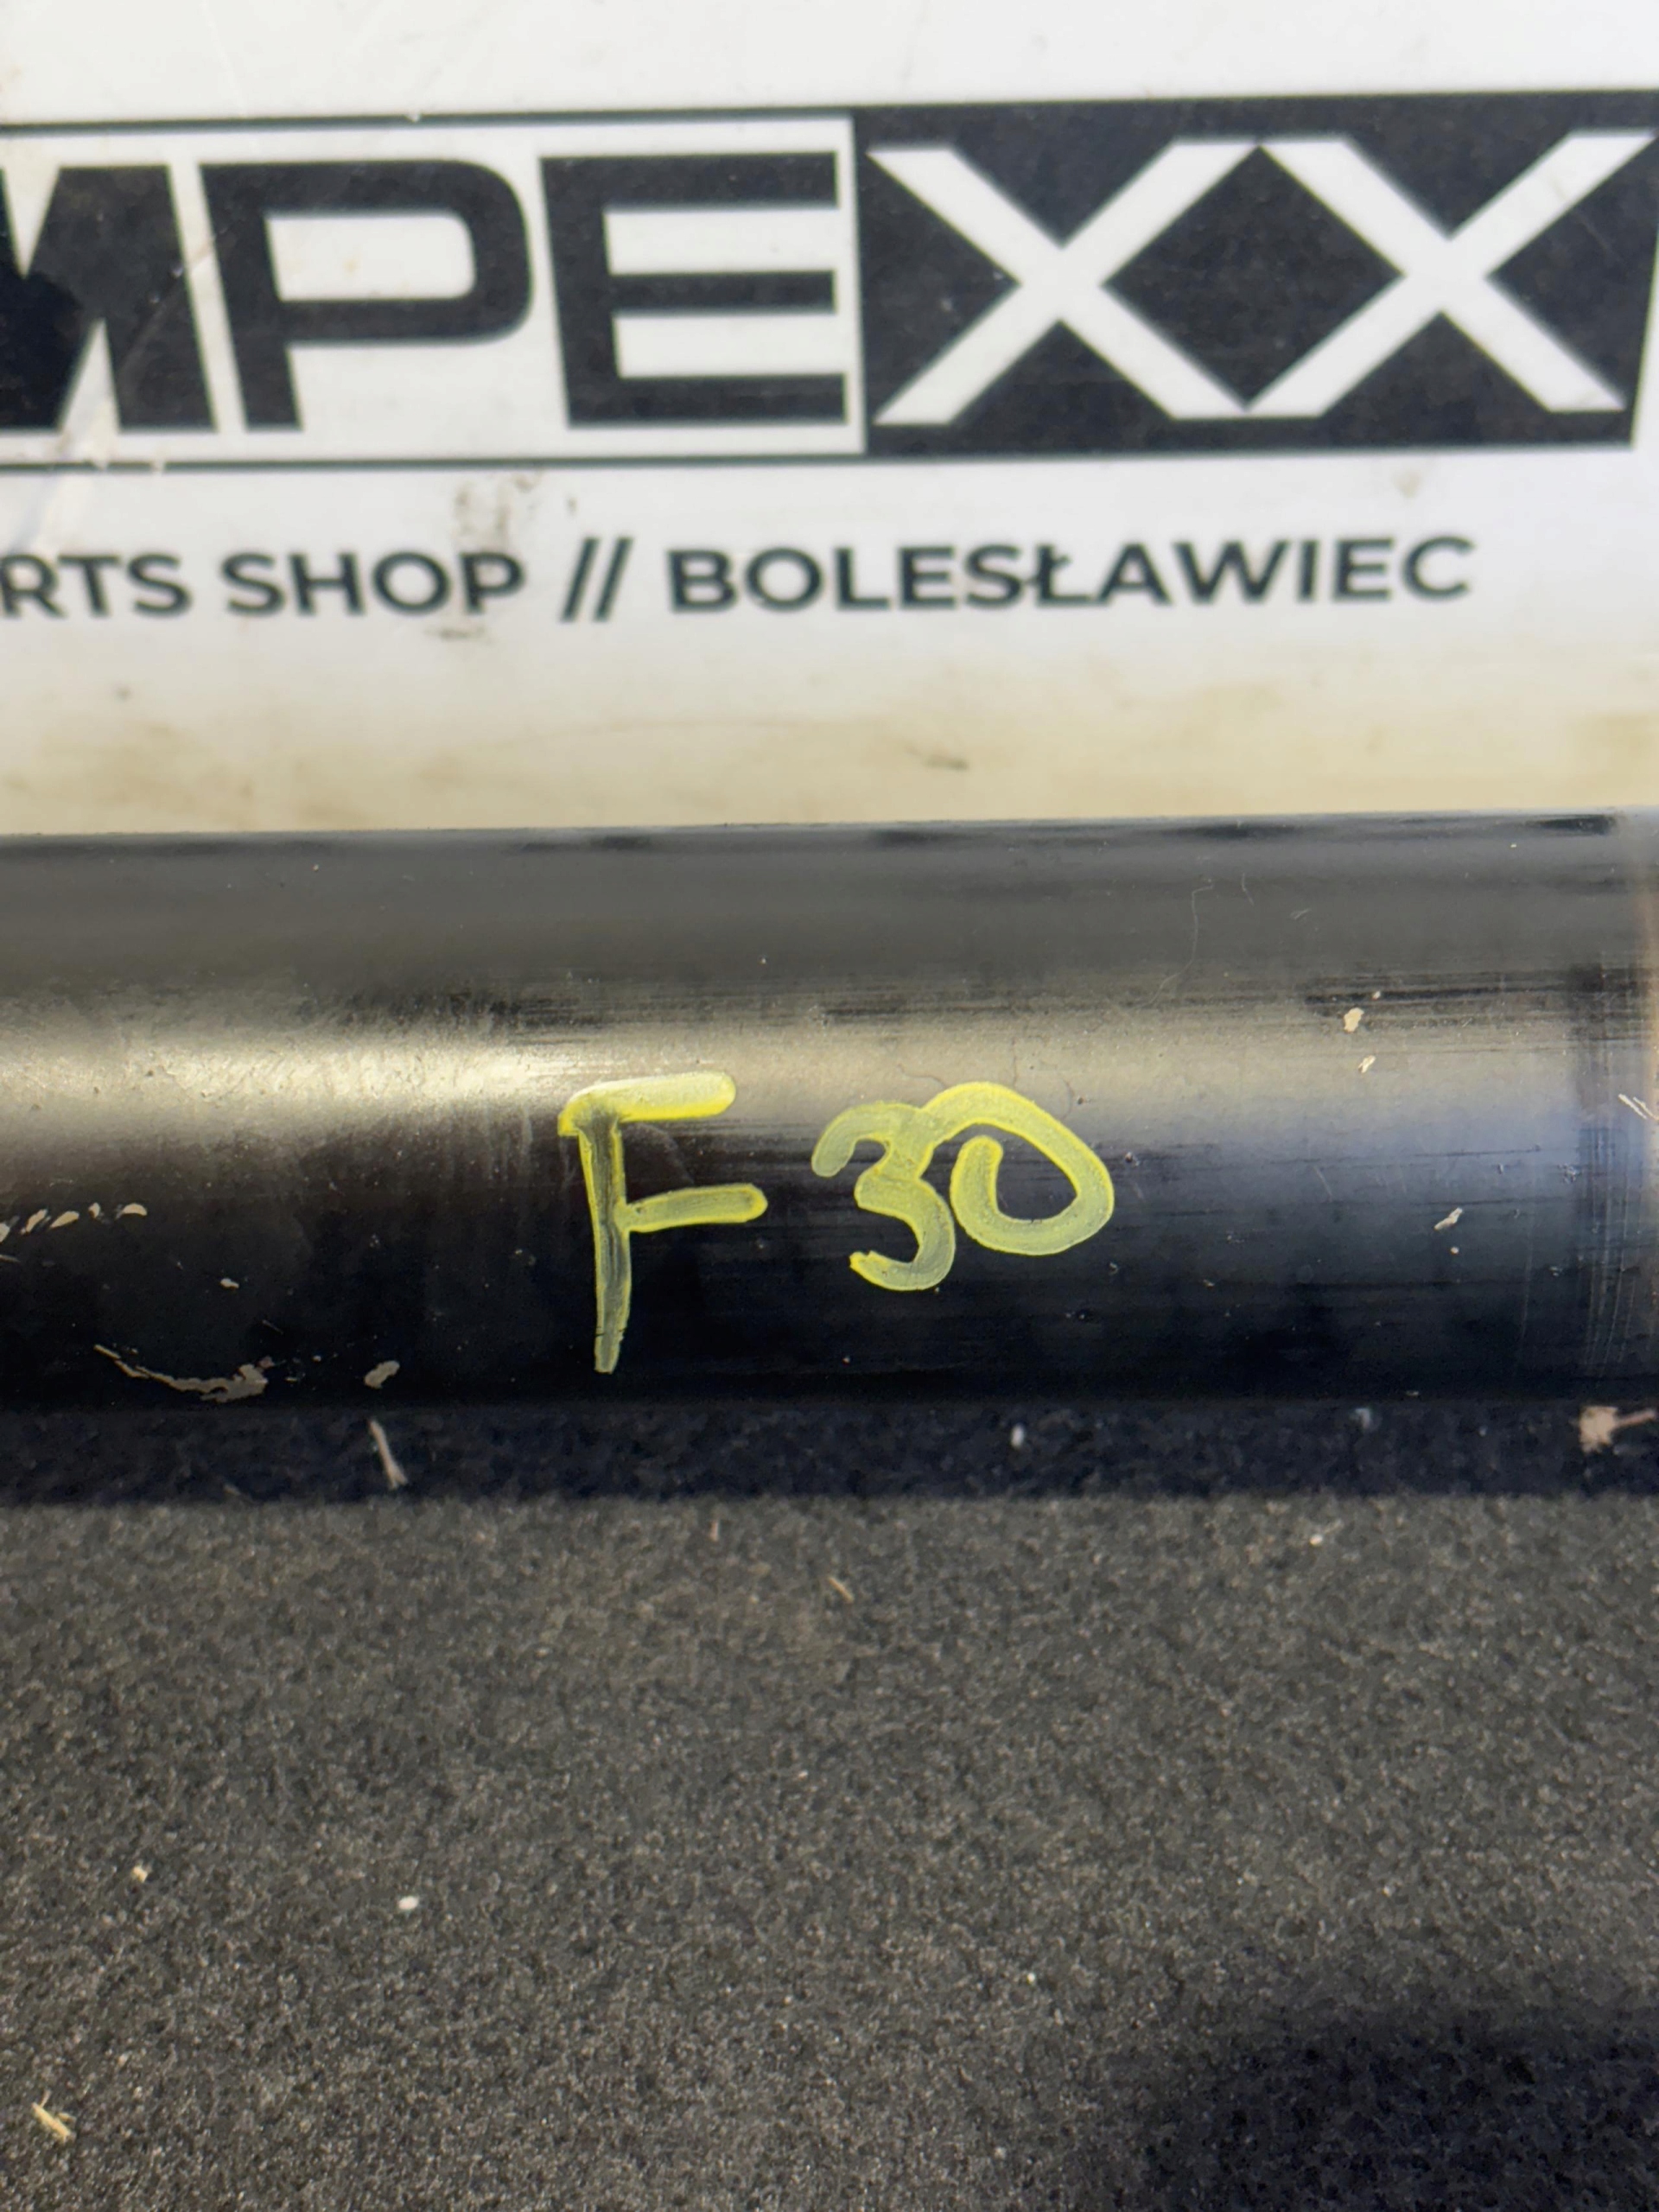 MPEXX
RTS SHOP // BOLESŁAWIEC
F30